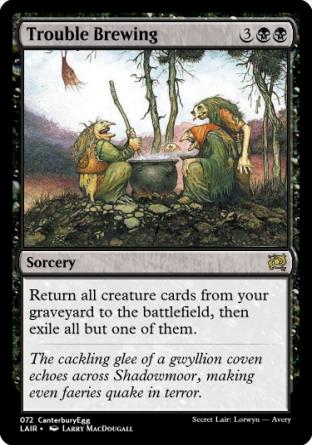 Trouble Brewing 3
Sorcery
Return all creature cards from your
graveyard to the battlefield, then
exile all but one of them.
The cackling glee of a gwyllion coven
echoes across Shadowmoor, making
even faeries quake in terror.
072 CanterburyEgg
Secret Lair: Lorwyn — Avery
LAIR • Larry MacDougall